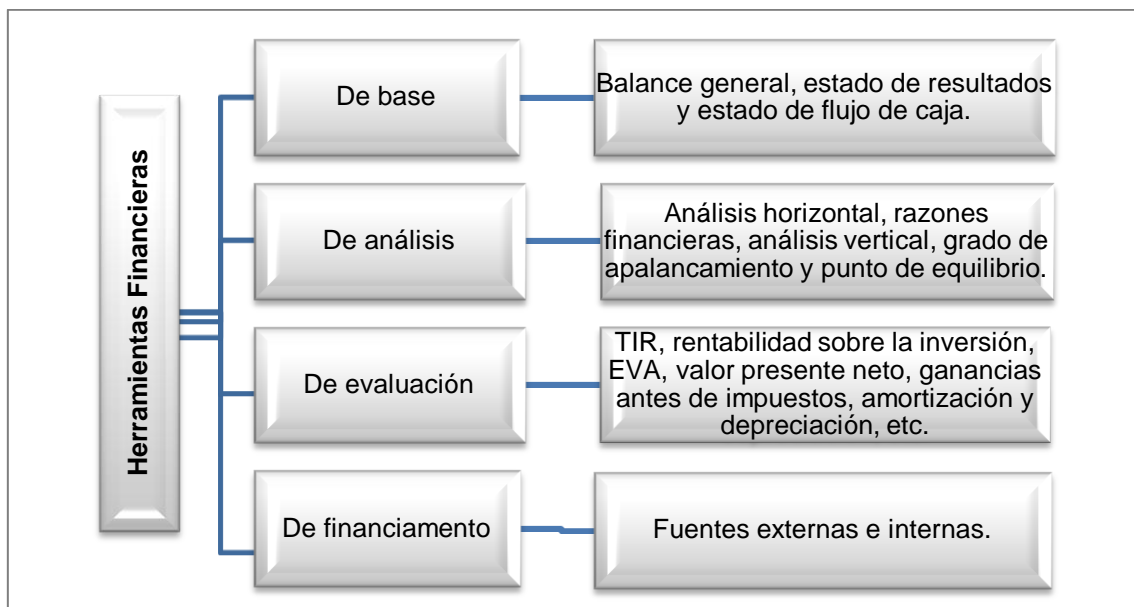 Herramientas Financieras
De base
Balance general, estado de resultados
y estado de flujo de caja.
De análisis
Análisis horizontal, razones
financieras, análisis vertical, grado de
apalancamiento y punto de equilibrio.
De evaluación
TIR, rentabilidad sobre la inversión,
EVA, valor presente neto, ganancias
antes de impuestos, amortización y
depreciación, etc.
De financiamento
Fuentes externas e internas.